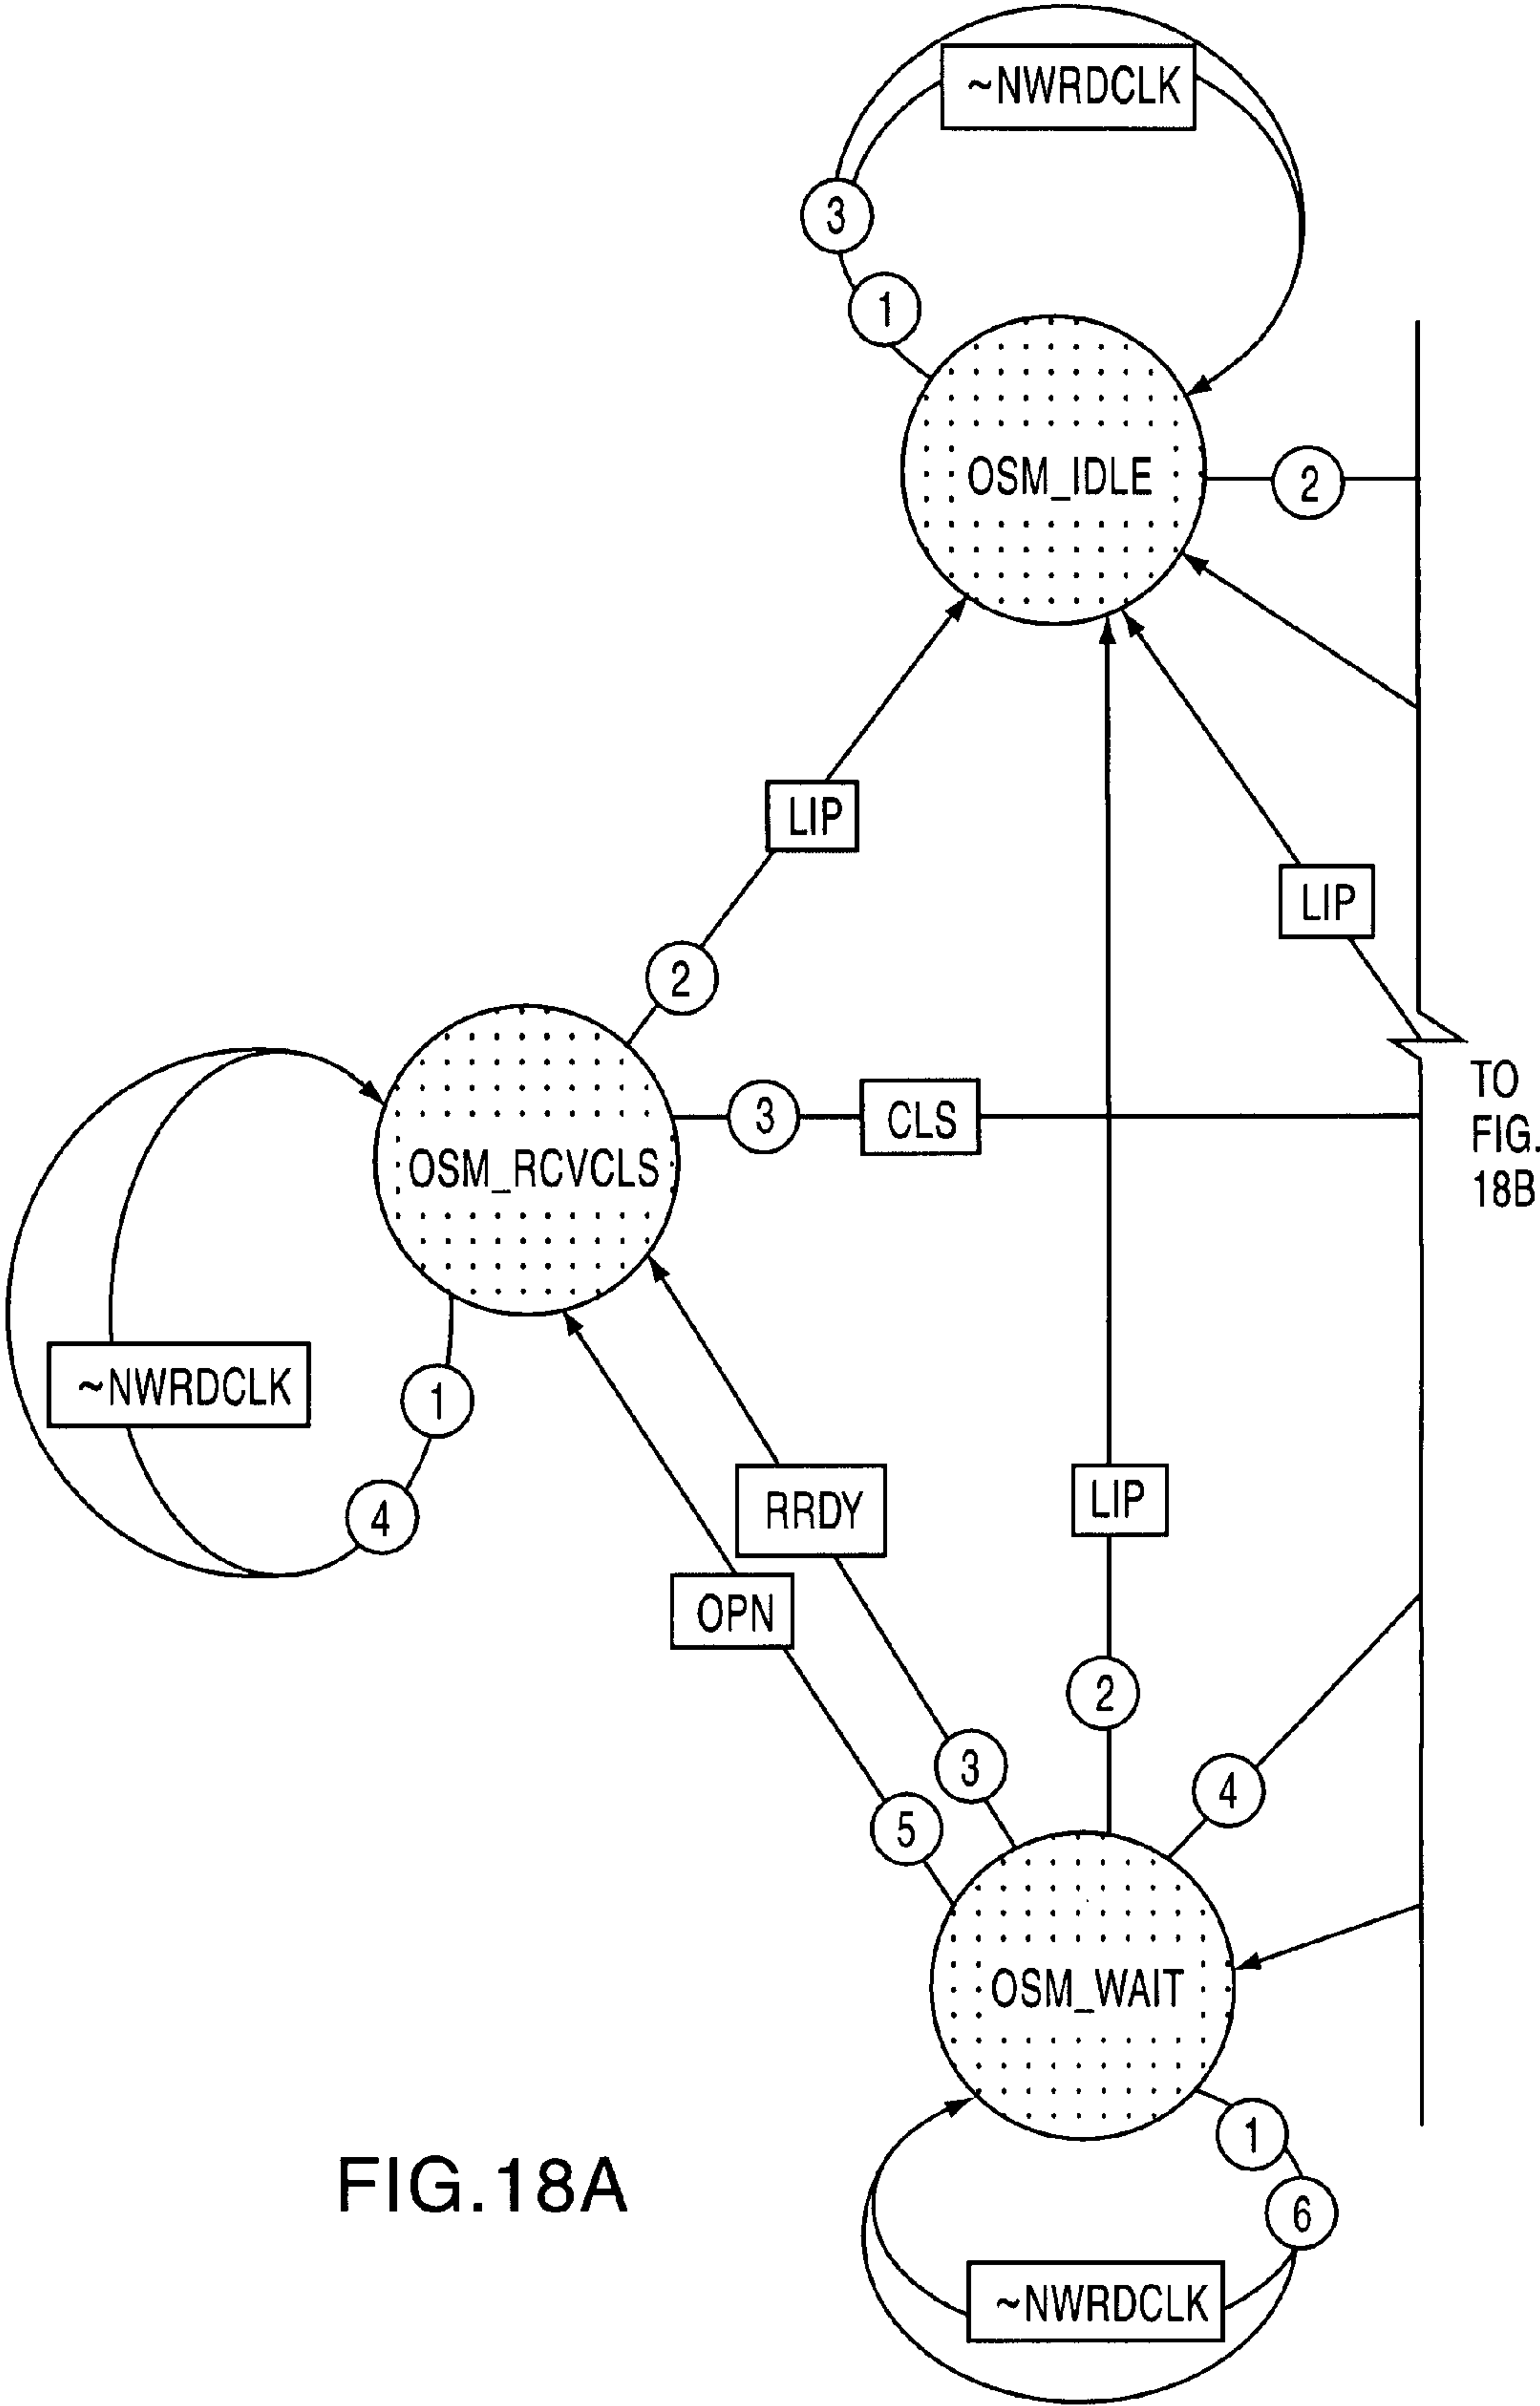 ~NWRDCLK
3
1
OSM_IDLE
2
LIP
LIP
2
TO
FIG.
18B
3
CLS
OSM_RCVCLS
~NWRDCLK
1
4
RRDY
LIP
OPN
2
3
4
5
OSM_WAIT
1
6
~NWRDCLK
FIG.18A